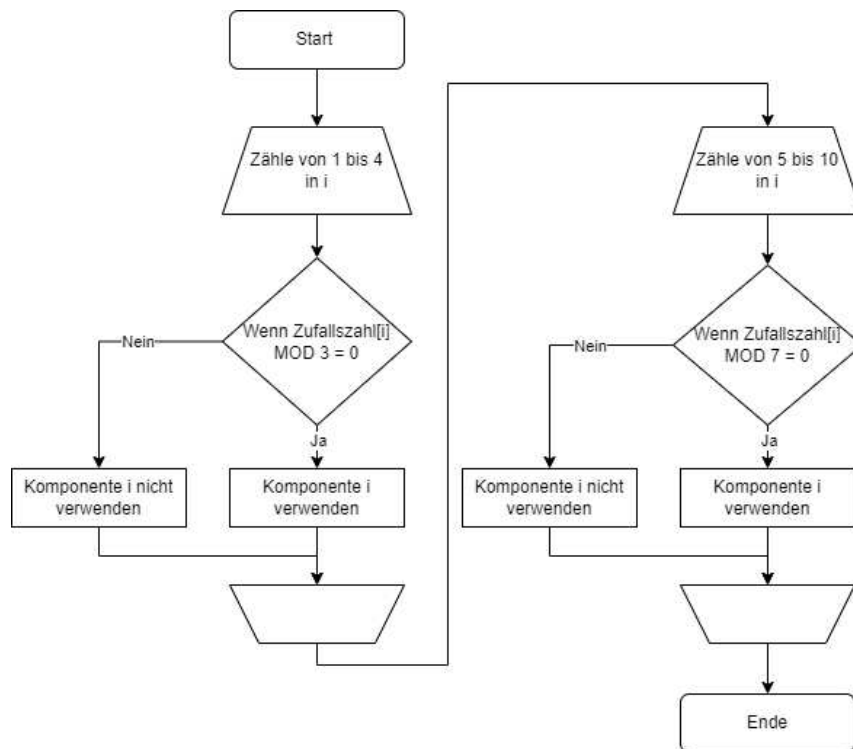 Start
Zähle von 1 bis 4
in i
Wenn Zufallszahl[i]
MOD 3 = 0
Nein
Ja
Komponente i nicht
verwenden
Komponente i
verwenden
Zähle von 5 bis 10
in i
Wenn Zufallszahl[i]
MOD 7 = 0
Nein
Ja
Komponente i nicht
verwenden
Komponente i
verwenden
Ende